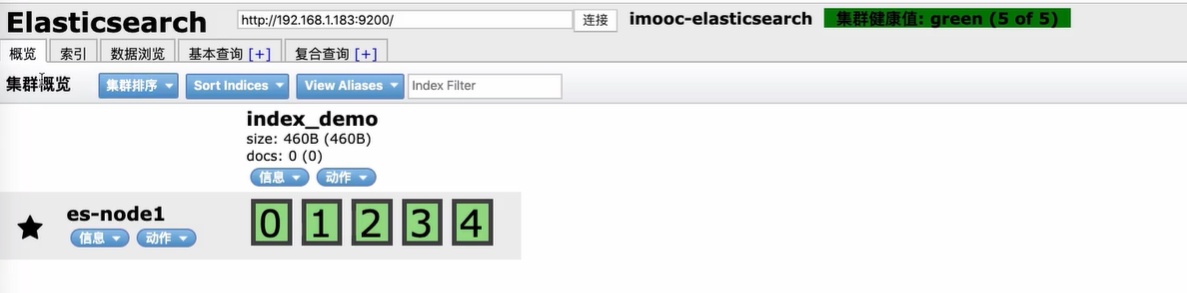 Elasticsearch http://192.168.1.183:9200/ 连接 imooc-elasticsearch 集群健康值: green (5 of 5)
概览 索引 数据浏览 基本查询 [+] 复合查询 [+]
集群概览 集群排序 Sort Indices View Aliases Index Filter
index_demo
size: 460B (460B)
docs: 0 (0)
信息 动作
es-node1 0 1 2 3 4
信息 动作